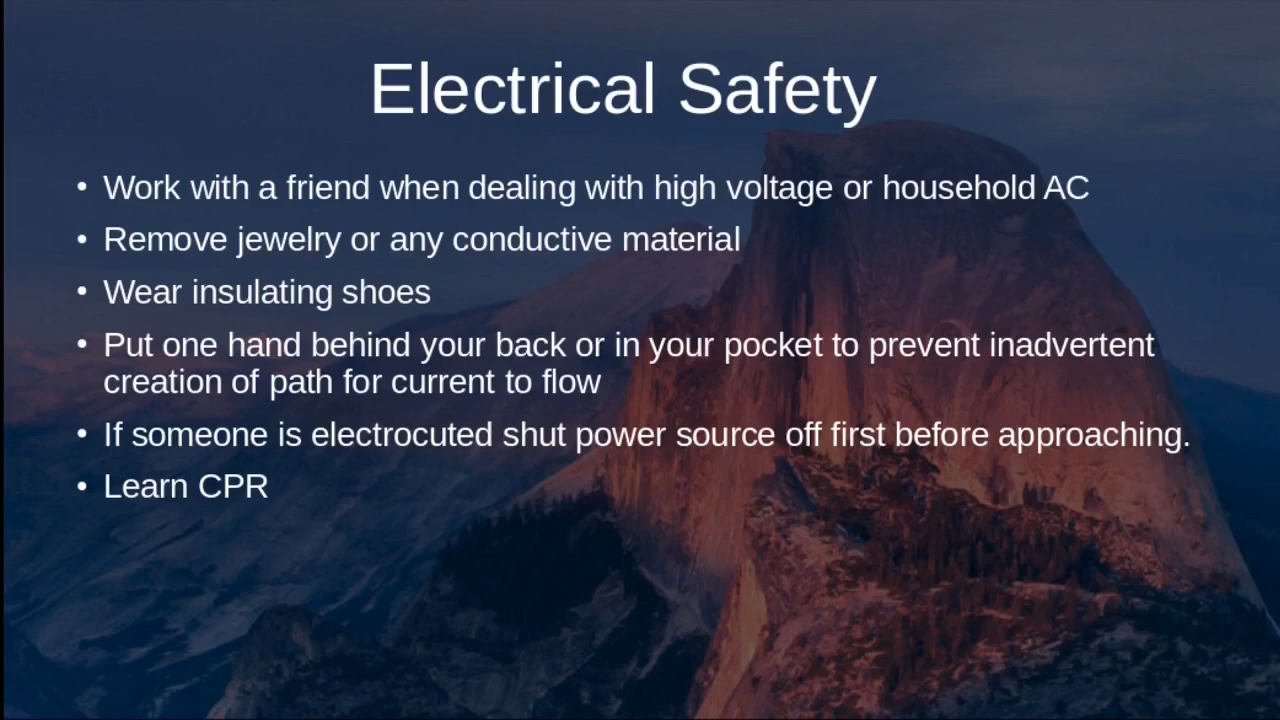 Electrical Safety
• Work with a friend when dealing with high voltage or household AC
• Remove jewelry or any conductive material
• Wear insulating shoes
• Put one hand behind your back or in your pocket to prevent inadvertent
creation of path for current to flow
• If someone is electrocuted shut power source off first before approaching.
• Learn CPR